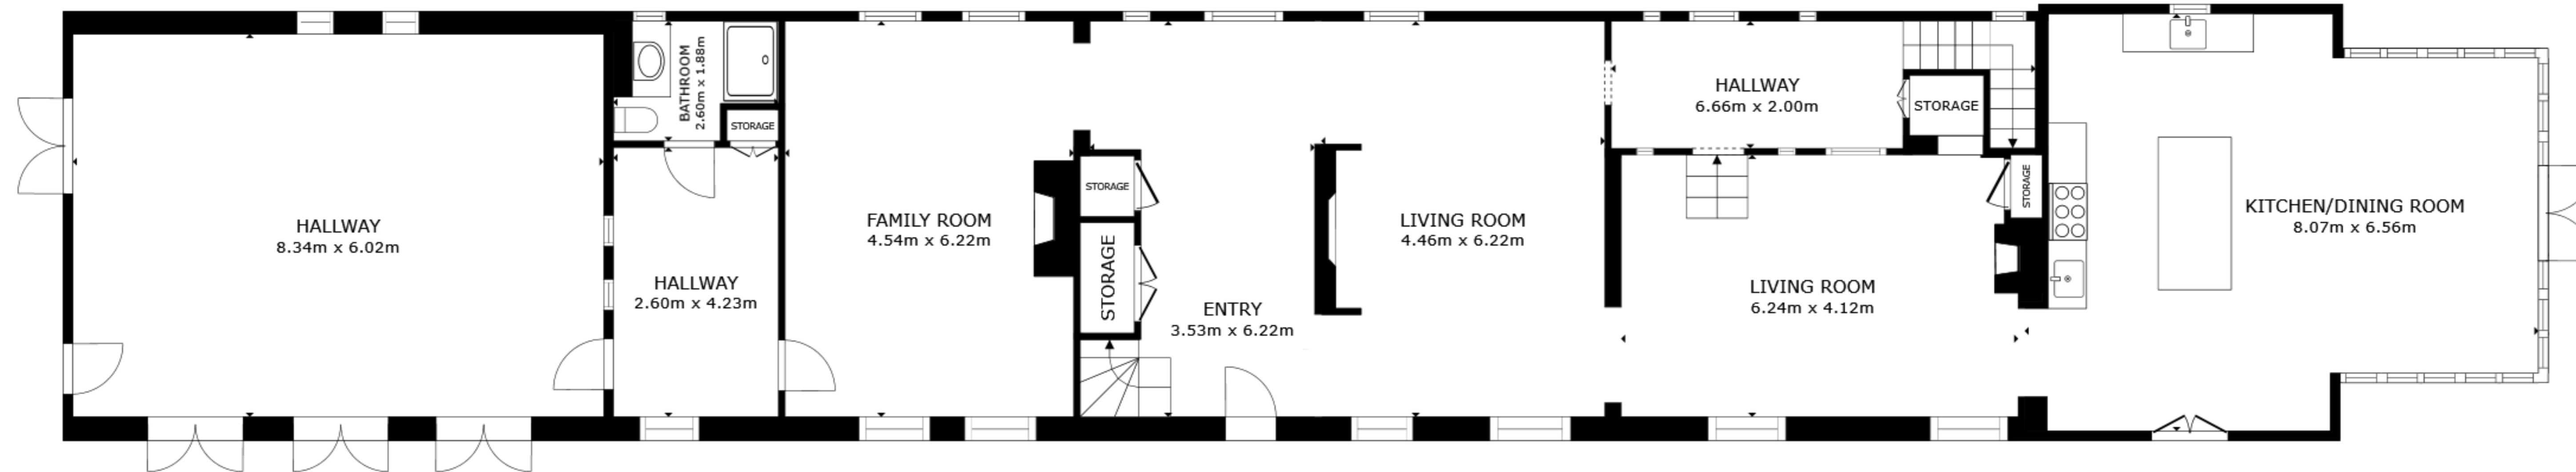 HALLWAY
8.34m x 6.02m
BATHROOM
2.60m x 1.88m
STORAGE
HALLWAY
2.60m x 4.23m
FAMILY ROOM
4.54m x 6.22m
STORAGE
STORAGE
ENTRY
3.53m x 6.22m
LIVING ROOM
4.46m x 6.22m
HALLWAY
6.66m x 2.00m
STORAGE
STORAGE
LIVING ROOM
6.24m x 4.12m
KITCHEN/DINING ROOM
8.07m x 6.56m